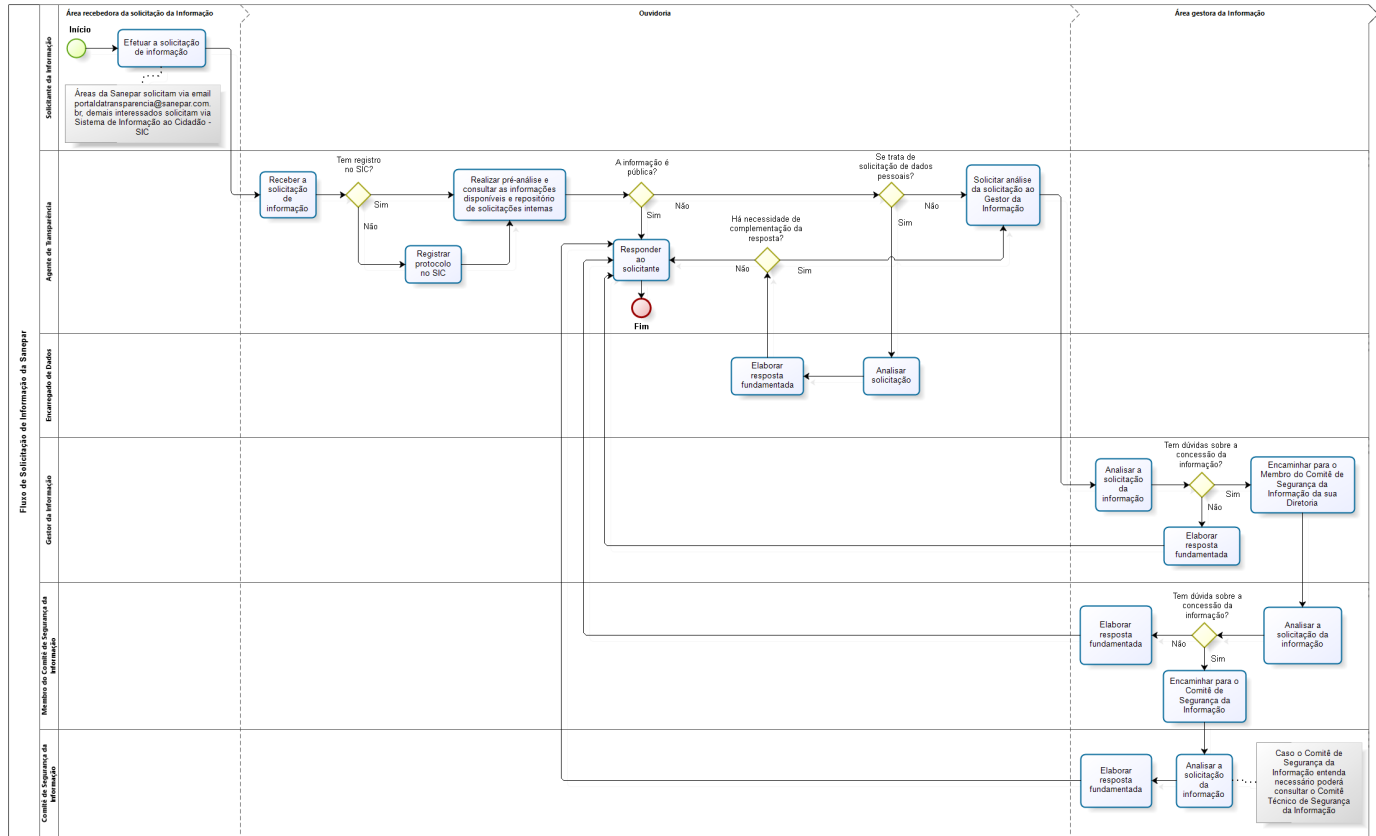 Área recebedora da solicitação da Informação
Ouvidoria
Área gestora da Informação
Fluxo de Solicitação de Informação da Sanepar
Solicitante da Informação
Início
Efetuar a solicitação
de informação
Áreas da Sanepar solicitam via email
portaldatransparencia@sanepar.com.
br, demais interessados solicitam via
Sistema de Informação ao Cidadão -
SIC
Agente de Transparência
Receber a
solicitação
de
informação
Tem registro
no SIC?
Sim
Não
Registrar
protocolo
no SIC
Realizar pré-análise e
consultar as informações
disponíveis e repositório
de solicitações internas
A informação é
pública?
Não
Sim
Responder
ao
solicitante
Fim
Há necessidade de
complementação da
resposta?
Não
Sim
Se trata de
solicitação de dados
pessoais?
Não
Sim
Solicitar análise
da solicitação ao
Gestor da
Informação
Encarregado de Dados
Elaborar
resposta
fundamentada
Analisar
solicitação
Gestor da Informação
Analisar a
solicitação
da
informação
Tem dúvidas sobre a
concessão da
informação?
Sim
Não
Encaminhar para o
Membro do Comitê de
Segurança da
Informação da sua
Diretoria
Elaborar
resposta
fundamentada
Membro do Comitê de Segurança da
Informação
Elaborar
resposta
fundamentada
Tem dúvida sobre a
concessão da
informação?
Não
Sim
Analisar a
solicitação da
informação
Encaminhar para o
Comitê de
Segurança da
Informação
Comitê de Segurança da
Informação
Elaborar
resposta
fundamentada
Analisar a
solicitação
da
informação
Caso o Comitê de
Segurança da
Informação entenda
necessário poderá
consultar o Comitê
Técnico de Segurança
da Informação